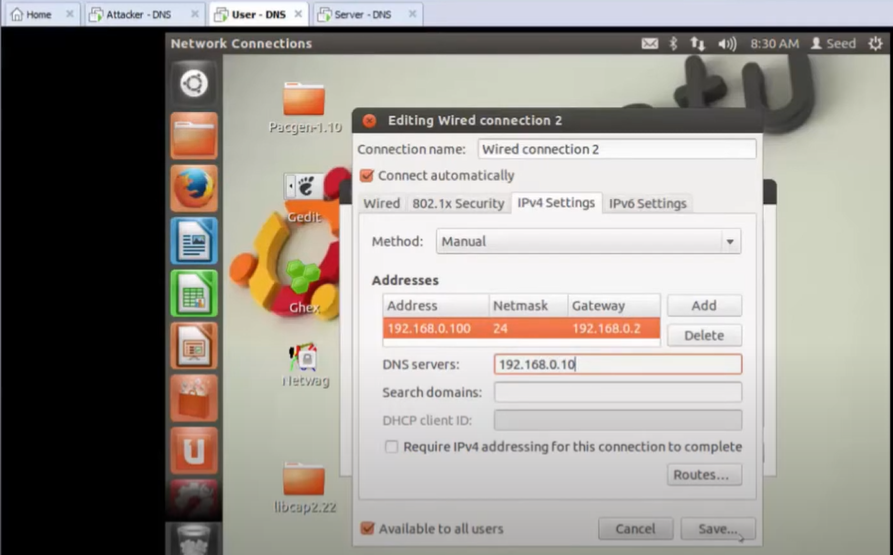 Home
Attacker - DNS
User - DNS
Server - DNS
Network Connections
8:30 AM
Seed
Pacgen-1.10
Gedit
Ghex
Netwag
libcap2.22
Editing Wired connection 2
Connection name: Wired connection 2
Connect automatically
Wired 802.1x Security IPv4 Settings IPv6 Settings
Method: Manual
Addresses
Address Netmask Gateway Add
192.168.0.100 24 192.168.0.2
Delete
DNS servers: 192.168.0.10
Search domains:
DHCP client ID:
Require IPv4 addressing for this connection to complete
Routes...
Available to all users Cancel Save...